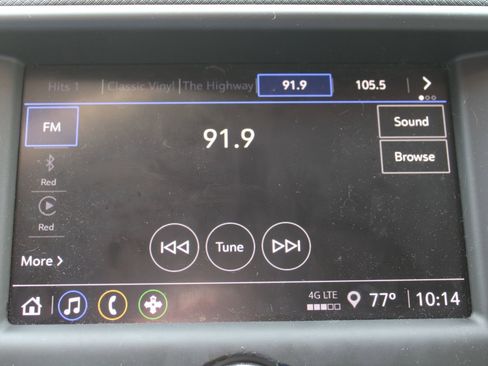 Hits 1 Classic Vinyl The Highway 91.9 105.5
FM
91.9
Sound
Browse
Red
Red
Tune
More
4G LTE
77° 10:14